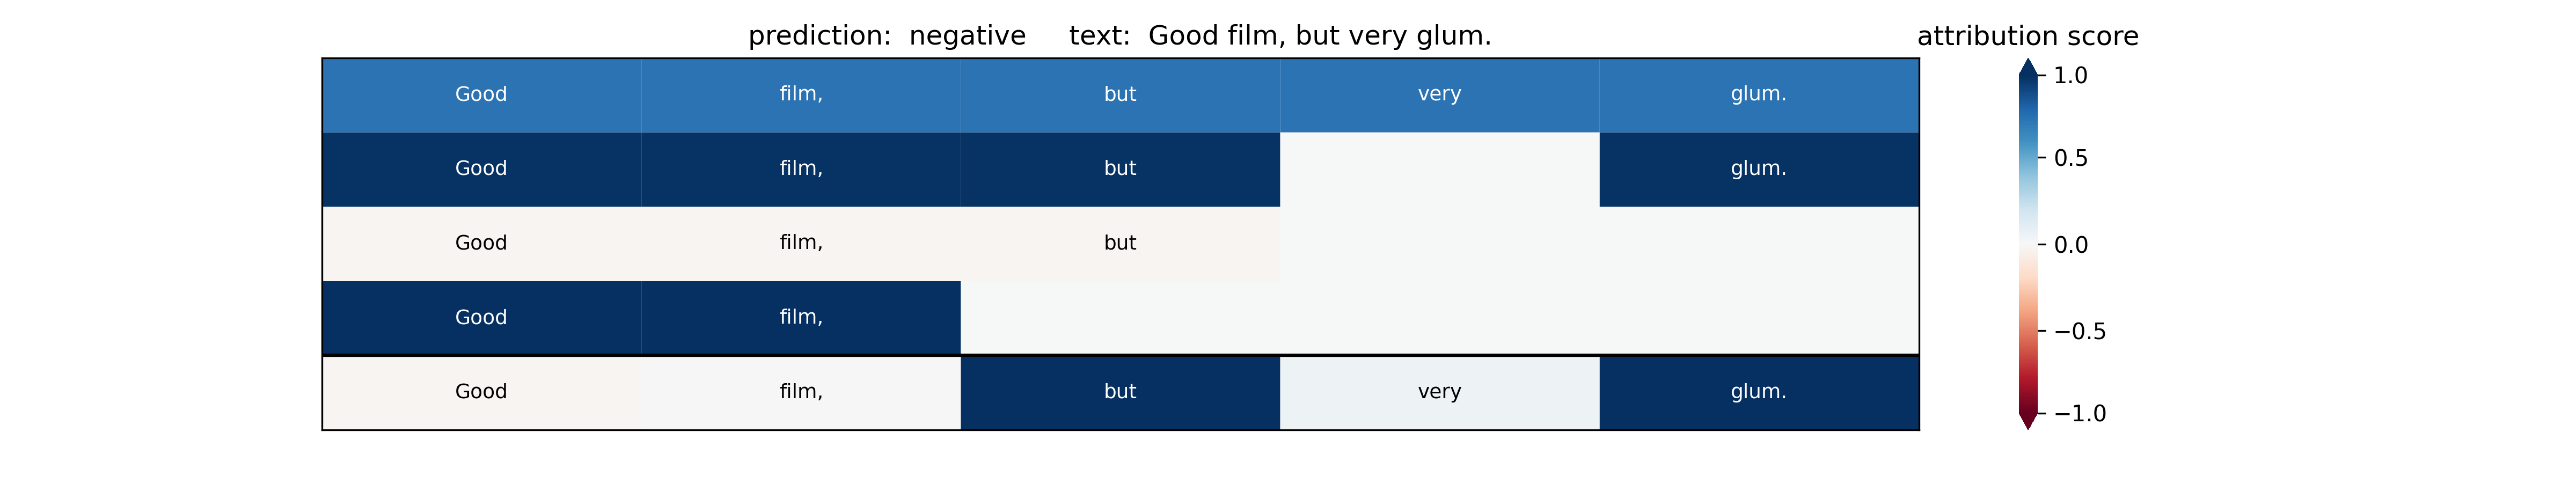 prediction:  negative     text:  Good film, but very glum.
attribution score
Good film, but very glum.
Good film, but glum.
Good film, but
Good film,
Good film, but very glum.
1.0
0.5
0.0
−0.5
−1.0